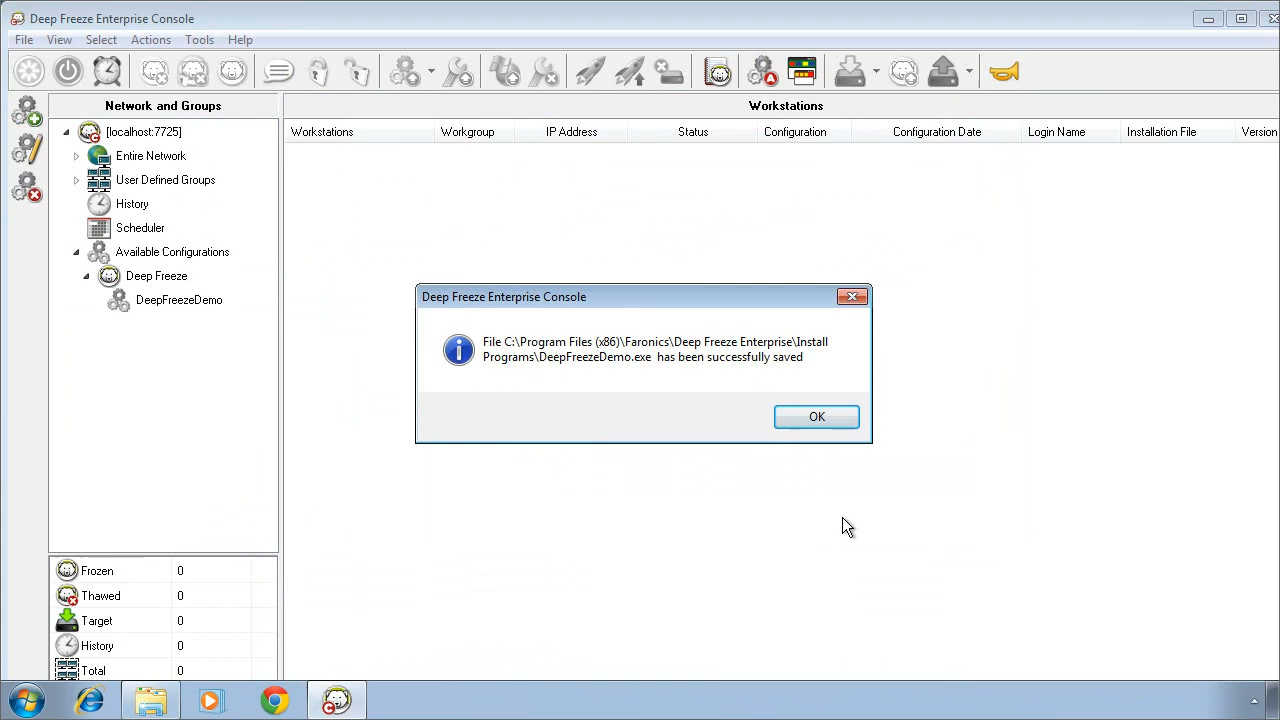 Deep Freeze Enterprise Console
File View Select Actions Tools Help
Network and Groups
Workstations
[localhost:7725]
Entire Network
User Defined Groups
History
Scheduler
Available Configurations
Deep Freeze
DeepFreezeDemo
Workstations Workgroup IP Address Status Configuration Configuration Date Login Name Installation File Version
Deep Freeze Enterprise Console
File C:\Program Files (x86)\Faronics\Deep Freeze Enterprise\Install
Programs\DeepFreezeDemo.exe has been successfully saved
OK
Frozen 0
Thawed 0
Target 0
History 0
Total 0